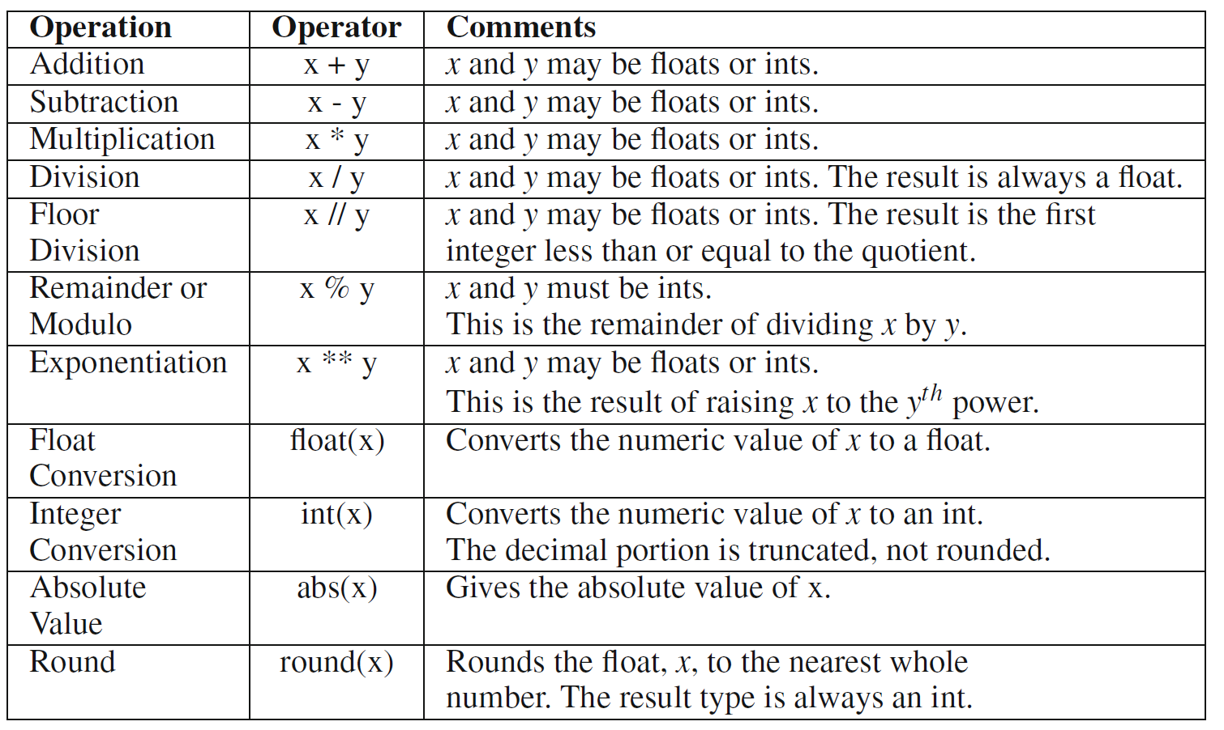 Operation Operator Comments
Addition x + y x and y may be floats or ints.
Subtraction x - y x and y may be floats or ints.
Multiplication x * y x and y may be floats or ints.
Division x / y x and y may be floats or ints. The result is always a float.
Floor x // y x and y may be floats or ints. The result is the first
Division integer less than or equal to the quotient.
Remainder or x % y x and y must be ints.
Modulo This is the remainder of dividing x by y.
Exponentiation x ** y x and y may be floats or ints.
This is the result of raising x to the y^th power.
Float float(x) Converts the numeric value of x to a float.
Conversion
Integer int(x) Converts the numeric value of x to an int.
Conversion The decimal portion is truncated, not rounded.
Absolute abs(x) Gives the absolute value of x.
Value
Round round(x) Rounds the float, x, to the nearest whole
number. The result type is always an int.